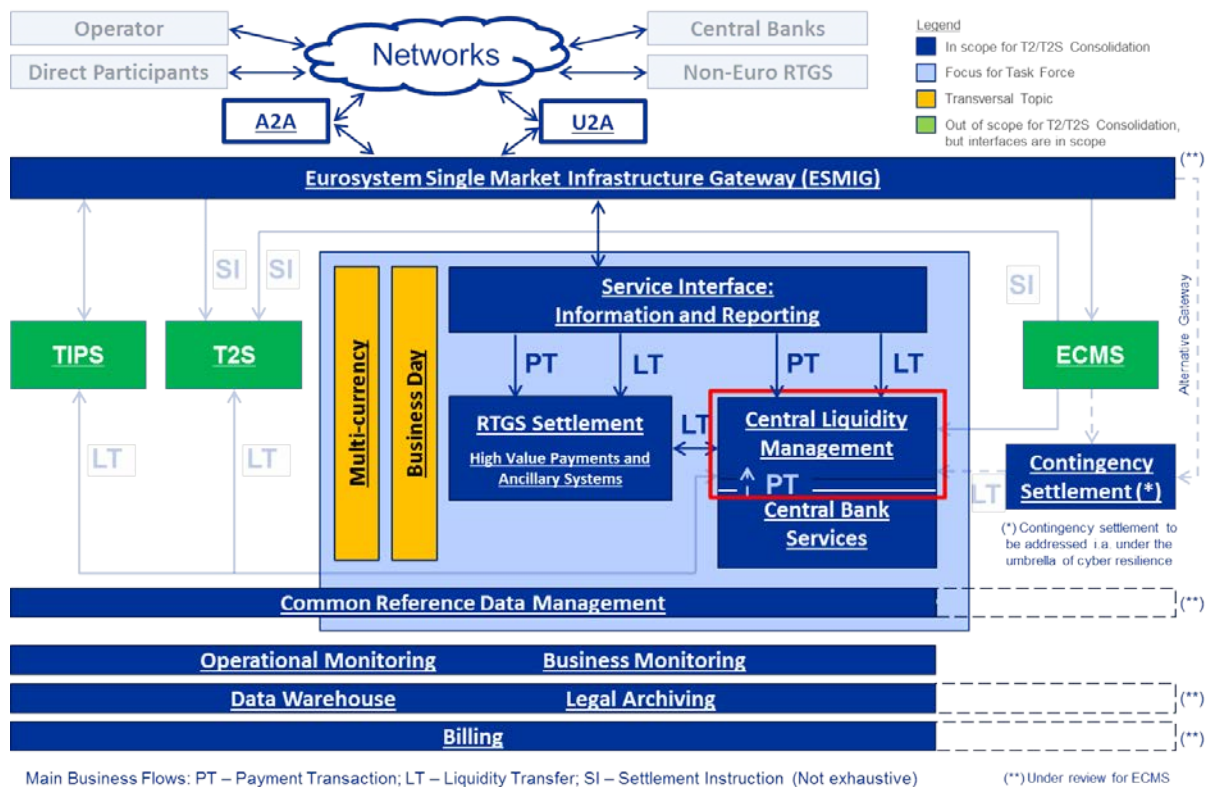 Operator
Direct Participants
Networks
Central Banks
Non-Euro RTGS
Legend
In scope for T2/T2S Consolidation
Focus for Task Force
Transversal Topic
Out of scope for T2/T2S Consolidation,
but interfaces are in scope
A2A
U2A
Eurosystem Single Market Infrastructure Gateway (ESMIG)
(**)
SI
SI
SI
Alternative Gateway
Multi-currency
Business Day
Service Interface:
Information and Reporting
TIPS
T2S
ECMS
PT
LT
PT
LT
RTGS Settlement
High Value Payments and
Ancillary Systems
LT
Central Liquidity
Management
PT
Central Bank
Services
LT
LT
LT
Contingency
Settlement (*)
(*) Contingency settlement to
be addressed i.a. under the
umbrella of cyber resilience
Common Reference Data Management
(**)
Operational Monitoring
Business Monitoring
Data Warehouse
Legal Archiving
(**)
Billing
(**)
Main Business Flows: PT – Payment Transaction; LT – Liquidity Transfer; SI – Settlement Instruction (Not exhaustive)
(**) Under review for ECMS